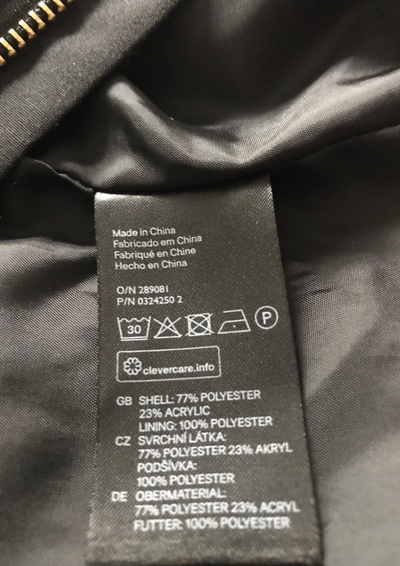 Made in China
Fabricado em China
Fabriqué en Chine
Hecho en China
O/N 289081
P/N 0324250 2
30 P
clevercare.info
GB SHELL: 77% POLYESTER
23% ACRYLIC
LINING: 100% POLYESTER
CZ SVRCHNÍ LÁTKA:
77% POLYESTER 23% AKRYL
PODŠÍVKA:
100% POLYESTER
DE OBERMATERIAL:
77% POLYESTER 23% ACRYL
FUTTER: 100% POLYESTER